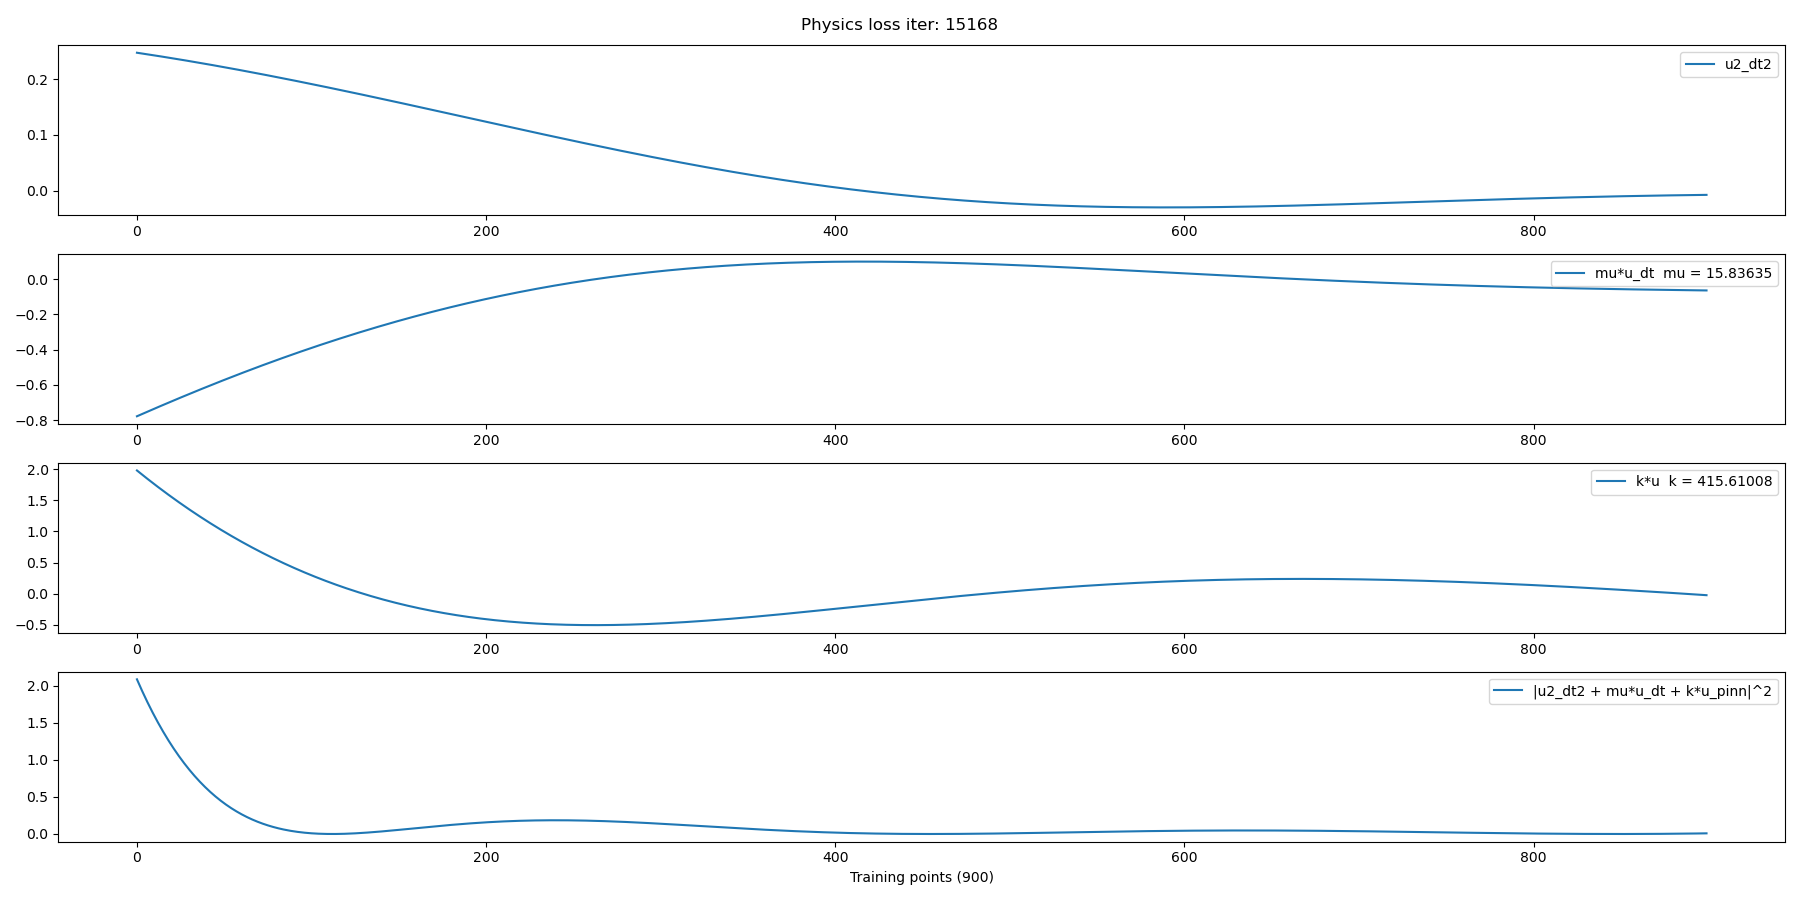 Physics loss iter: 15168
u2_dt2
0.2
0.1
0.0
0 200 400 600 800
mu*u_dt  mu = 15.83635
0.0
−0.2
−0.4
−0.6
−0.8
0 200 400 600 800
k*u  k = 415.61008
2.0
1.5
1.0
0.5
0.0
−0.5
0 200 400 600 800
|u2_dt2 + mu*u_dt + k*u_pinn|^2
2.0
1.5
1.0
0.5
0.0
0 200 400 600 800
Training points (900)